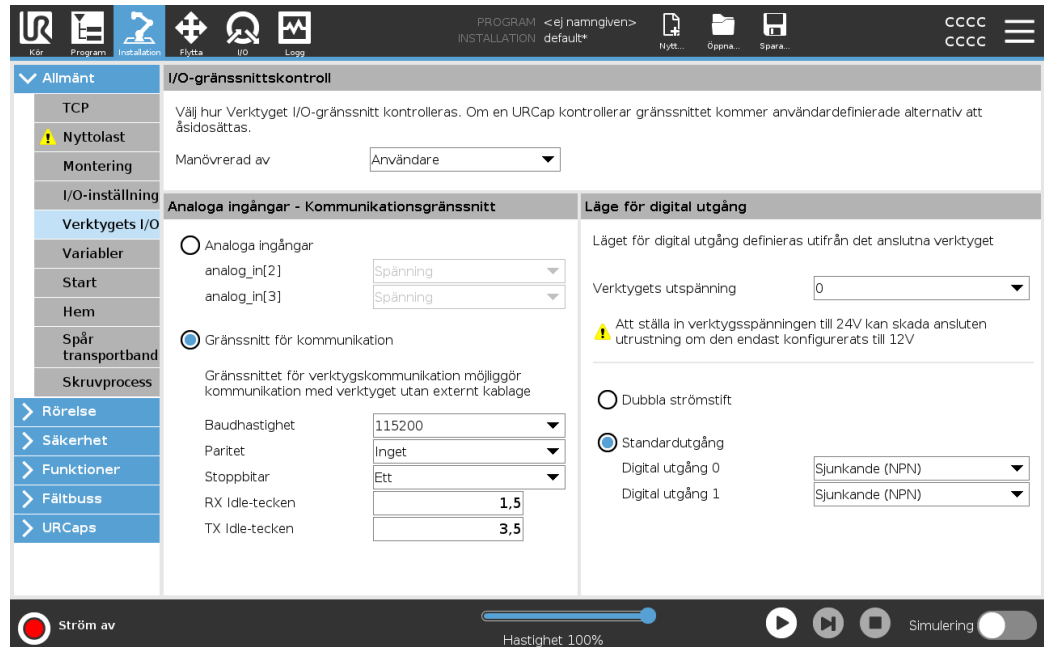 PROGRAM <ej namngiven>
INSTALLATION default*
CCCC
CCCC
Kör
Program
Installation
Flytta
I/O
Logg
Nytt...
Öppna...
Spara...
Allmänt
TCP
Nyttolast
Montering
I/O-inställning
Verktygets I/O
Variabler
Start
Hem
Spår
transportband
Skruvprocess
Rörelse
Säkerhet
Funktioner
Fältbuss
URCaps
I/O-gränssnittskontroll
Välj hur Verktyget I/O-gränssnitt kontrolleras. Om en URCap kontrollerar gränssnittet kommer användardefinierade alternativ att
åsidosättas.
Manövrerad av Användare
Analoga ingångar - Kommunikationsgränssnitt
Analoga ingångar
analog_in[2] Spänning
analog_in[3] Spänning
Gränssnitt för kommunikation
Gränssnittet för verktygskommunikation möjliggör
kommunikation med verktyget utan externt kablage
Baudhastighet 115200
Paritet Inget
Stoppbitar Ett
RX Idle-tecken 1,5
TX Idle-tecken 3,5
Läge för digital utgång
Läget för digital utgång definieras utifrån det anslutna verktyget
Verktygets utspänning 0
Att ställa in verktygsspänningen till 24V kan skada ansluten
utrustning om den endast konfigurerats till 12V
Dubbla strömstift
Standardutgång
Digital utgång 0 Sjunkande (NPN)
Digital utgång 1 Sjunkande (NPN)
Ström av
Hastighet 100%
Simulering